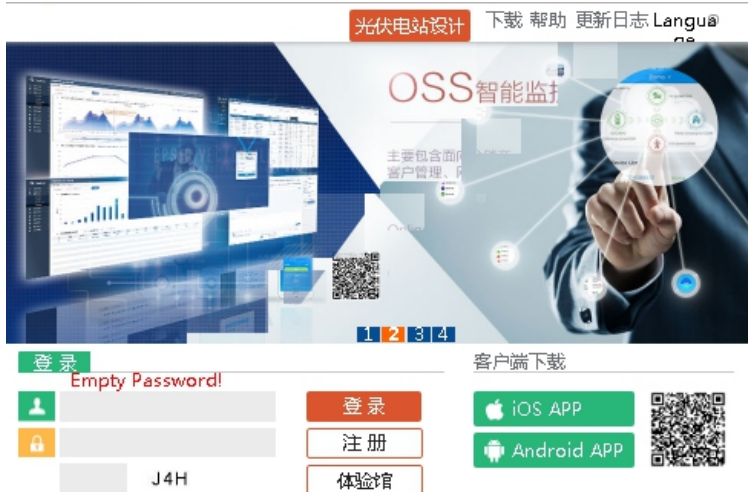 光伏电站设计 下载 帮助 更新日志 Language
OSS智能监
主要包含面
客户管理、
1 2 3 4
登录
客户端下载
Empty Password!
登录
iOS APP
注册
Android APP
J4H
体验馆